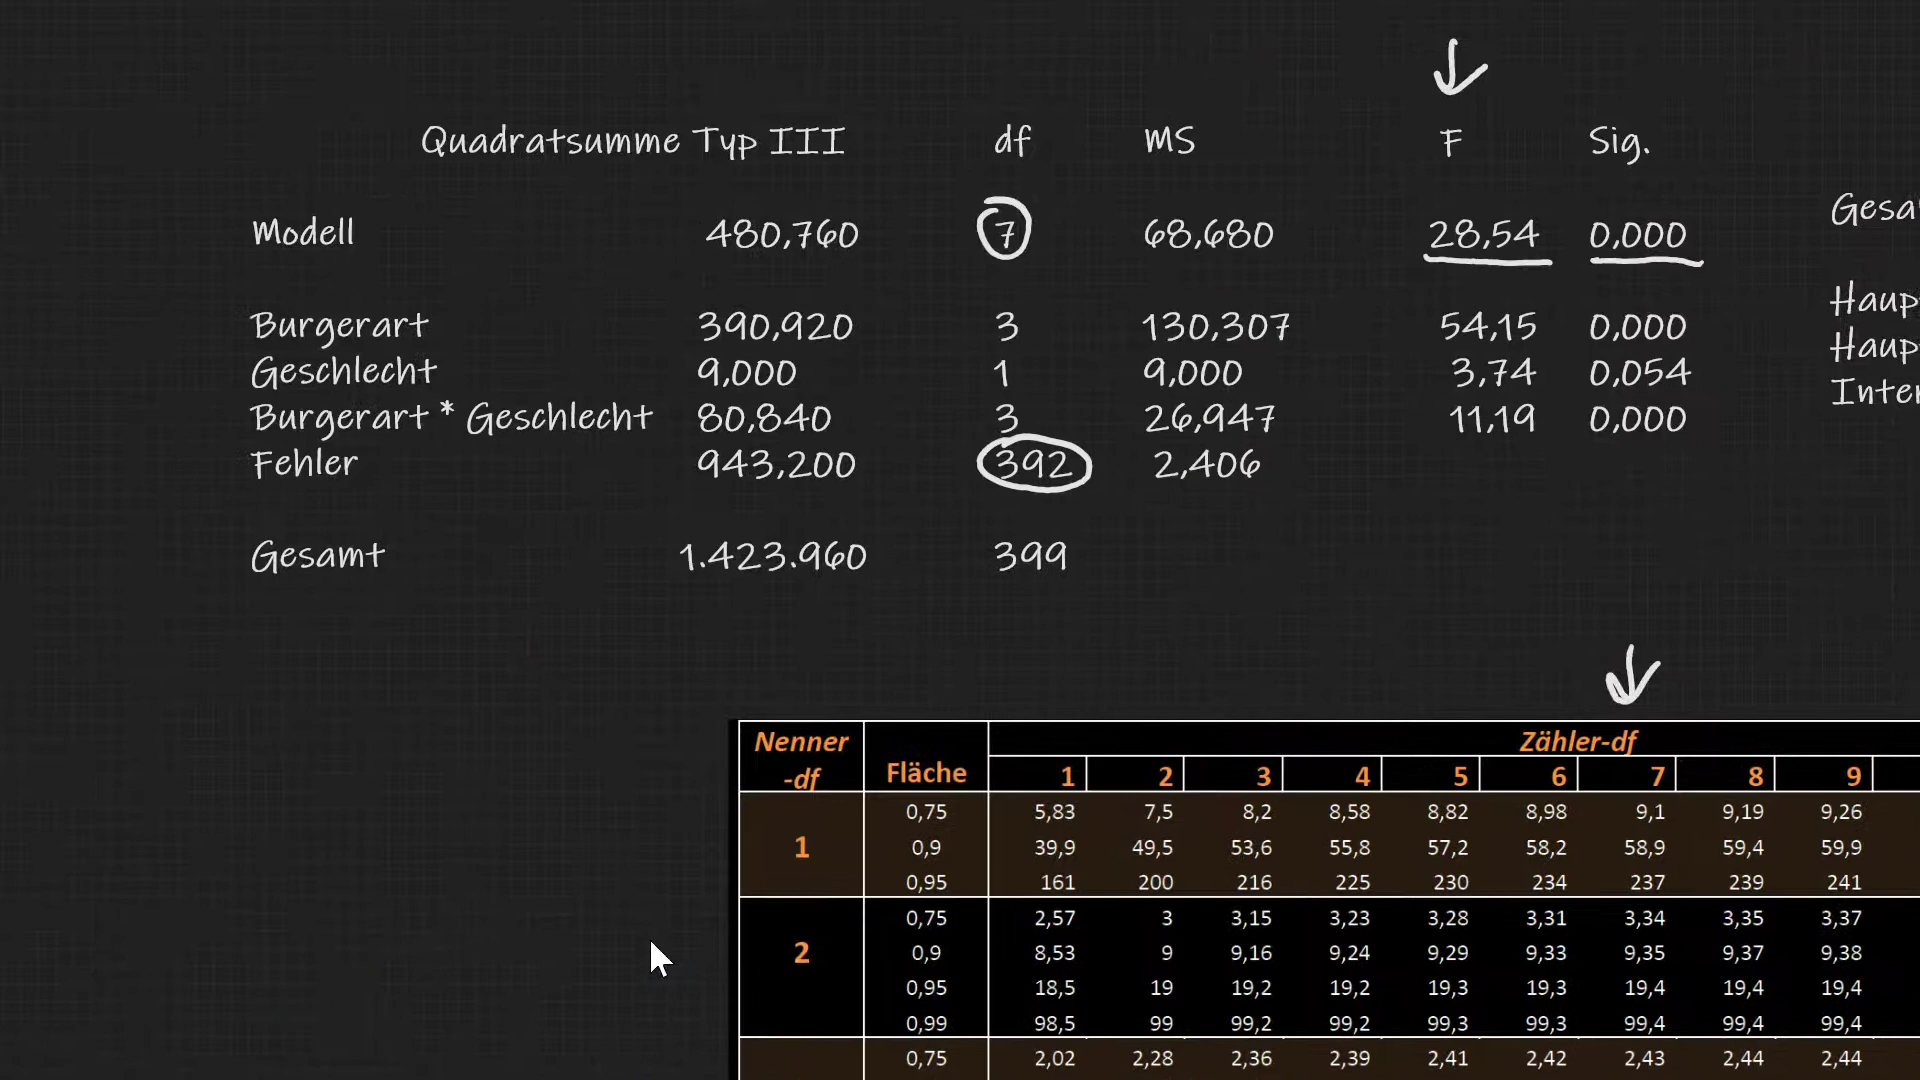 Quadratsumme Typ III df MS F Sig.
Modell 480,760 7 68,680 28,54 0,000
Burgerart 390,920 3 130,307 54,15 0,000
Geschlecht 9,000 1 9,000 3,74 0,054
Burgerart * Geschlecht 80,840 3 26,947 11,19 0,000
Fehler 943,200 392 2,406
Gesamt 1.423.960 399
Nenner
-df
Fläche
Zähler-df
1 2 3 4 5 6 7 8 9
0,75 5,83 7,5 8,2 8,58 8,82 8,98 9,1 9,19 9,26
1 0,9 39,9 49,5 53,6 55,8 57,2 58,2 58,9 59,4 59,9
0,95 161 200 216 225 230 234 237 239 241
0,75 2,57 3 3,15 3,23 3,28 3,31 3,34 3,35 3,37
2 0,9 8,53 9 9,16 9,24 9,29 9,33 9,35 9,37 9,38
0,95 18,5 19 19,2 19,2 19,3 19,3 19,4 19,4 19,4
0,99 98,5 99 99,2 99,2 99,3 99,3 99,4 99,4 99,4
0,75 2,02 2,28 2,36 2,39 2,41 2,42 2,43 2,44 2,44